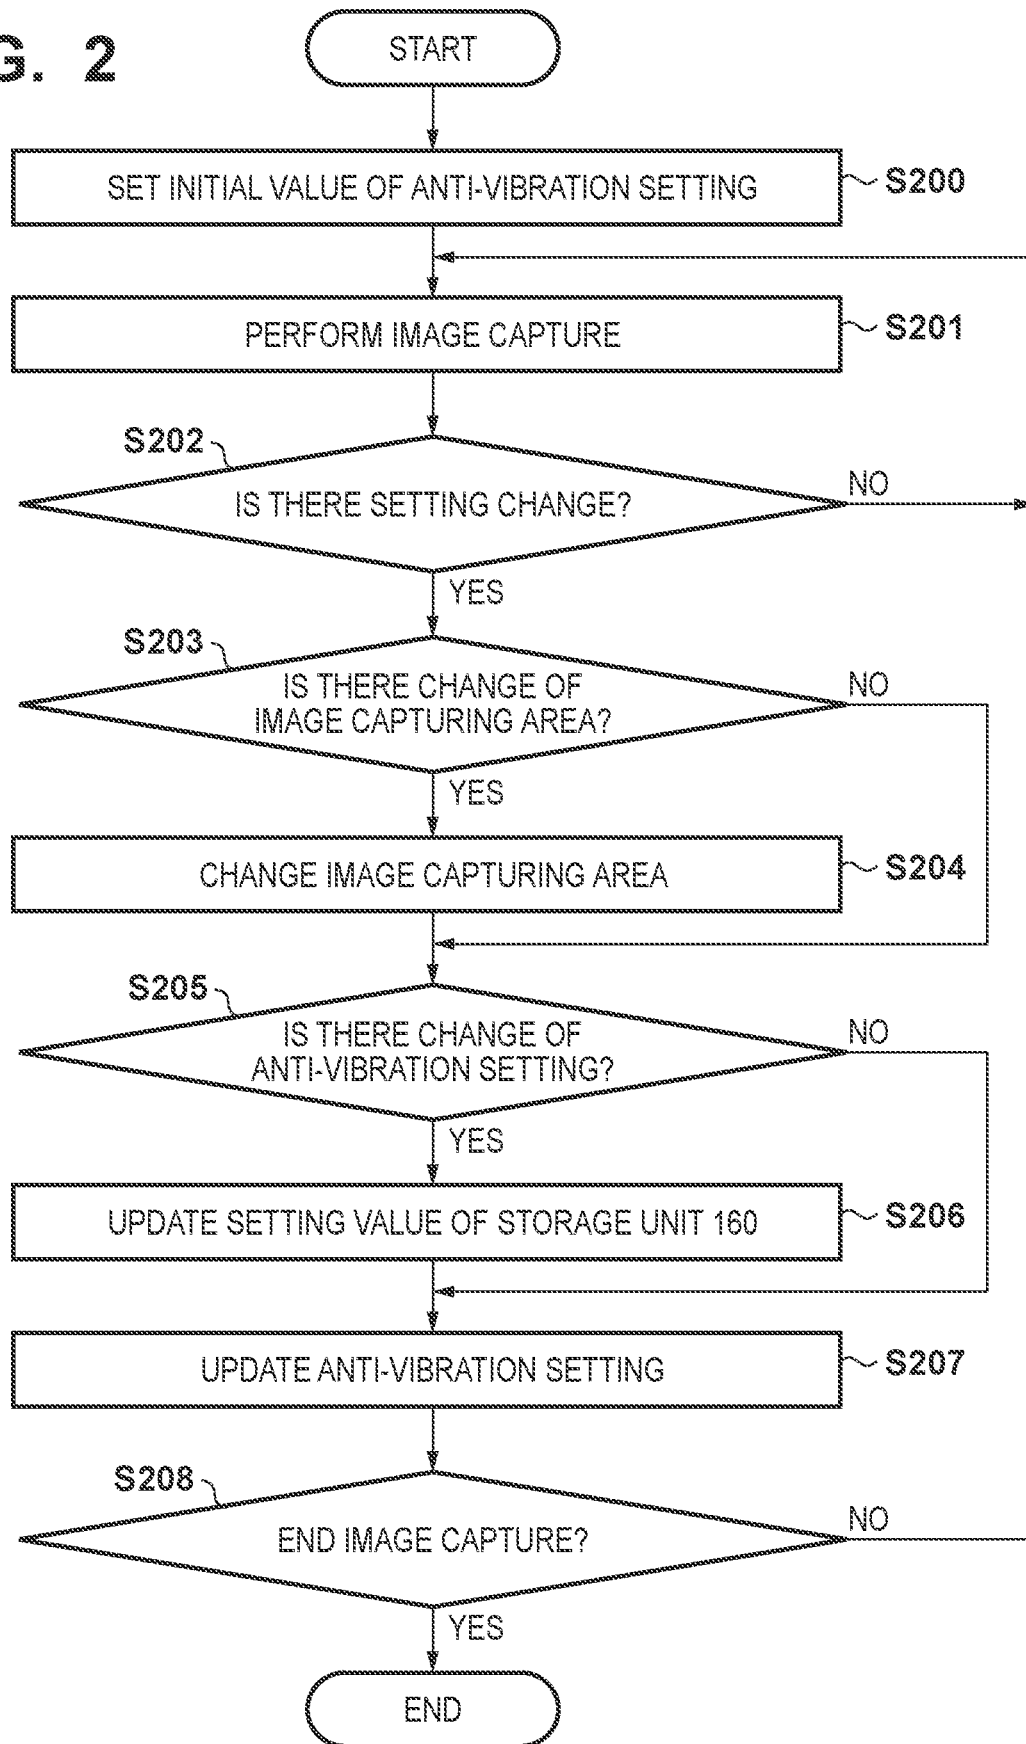 G. 2
START
SET INITIAL VALUE OF ANTI-VIBRATION SETTING
S200
PERFORM IMAGE CAPTURE
S201
S202
IS THERE SETTING CHANGE?
NO
YES
S203
IS THERE CHANGE OF
IMAGE CAPTURING AREA?
NO
YES
CHANGE IMAGE CAPTURING AREA
S204
S205
IS THERE CHANGE OF
ANTI-VIBRATION SETTING?
NO
YES
UPDATE SETTING VALUE OF STORAGE UNIT 160
S206
UPDATE ANTI-VIBRATION SETTING
S207
S208
END IMAGE CAPTURE?
NO
YES
END